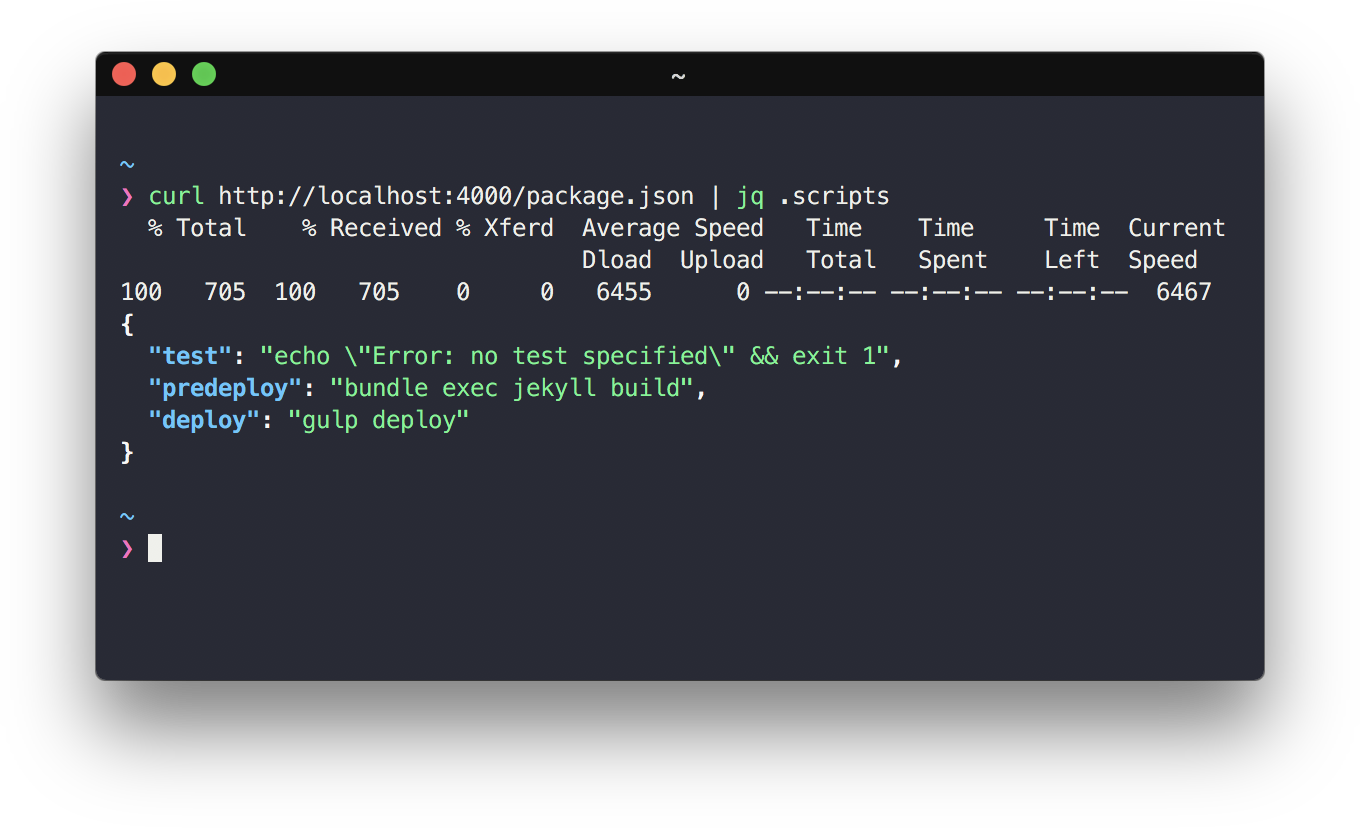 ~
~
❯ curl http://localhost:4000/package.json | jq .scripts
  % Total    % Received % Xferd  Average Speed   Time    Time     Time  Current
                                 Dload  Upload   Total   Spent    Left  Speed
100   705  100   705    0     0   6455      0 --:--:-- --:--:-- --:--:--  6467
{
  "test": "echo \"Error: no test specified\" && exit 1",
  "predeploy": "bundle exec jekyll build",
  "deploy": "gulp deploy"
}
~
❯